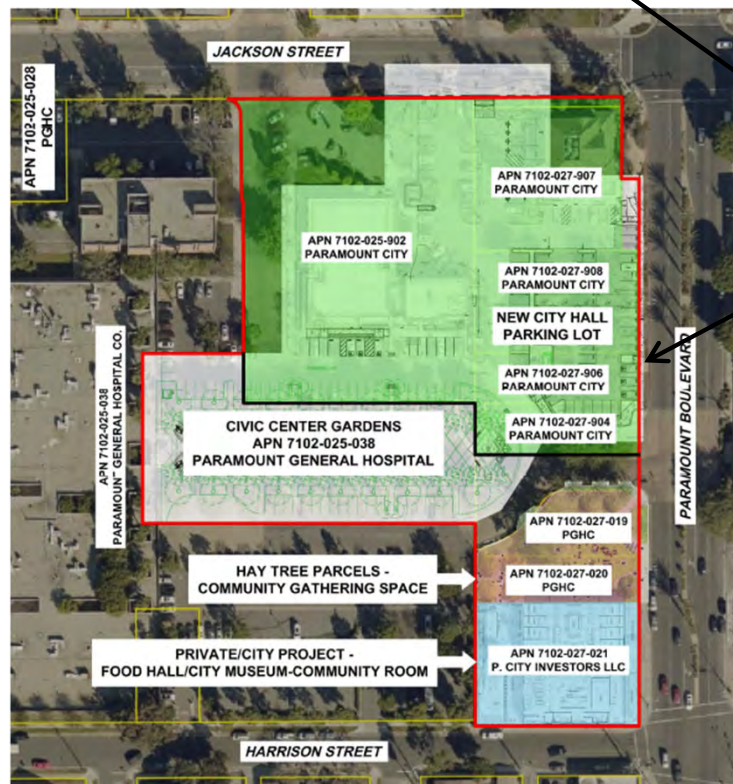 JACKSON STREET
APN 7102-025-028
PGHC
APN 7102-027-907
PARAMOUNT CITY
APN 7102-025-902
PARAMOUNT CITY
APN 7102-027-908
PARAMOUNT CITY
NEW CITY HALL
PARKING LOT
APN 7102-027-906
PARAMOUNT CITY
APN 7102-027-904
PARAMOUNT CITY
PARAMOUNT BOULEVARD
APN 7102-025-038
PARAMOUNT GENERAL HOSPITAL CO.
CIVIC CENTER GARDENS
APN 7102-025-038
PARAMOUNT GENERAL HOSPITAL
APN 7102-027-019
PGHC
HAY TREE PARCELS -
COMMUNITY GATHERING SPACE
APN 7102-027-020
PGHC
PRIVATE/CITY PROJECT -
FOOD HALL/CITY MUSEUM-COMMUNITY ROOM
APN 7102-027-021
P. CITY INVESTORS LLC
HARRISON STREET